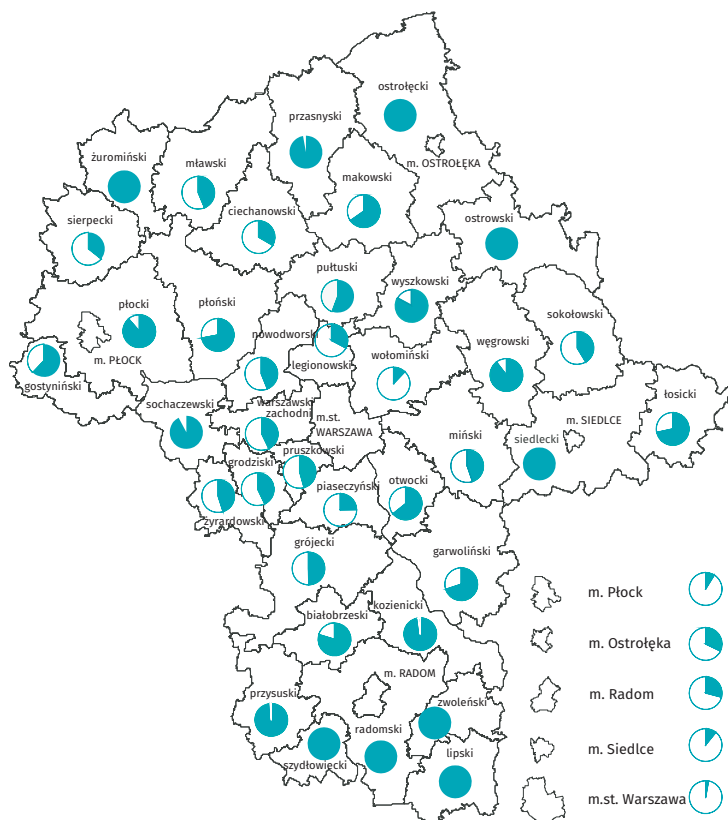 ostrołęcki
przasnyski
żuromiński
mławski
m. OSTROŁĘKA
makowski
ciechanowski
sierpecki
ostrowski
pułtuski
wyszkowski
płocki
płoński
sokołowski
nowodworski
węgrowski
m. PŁOCK
legionowski
wołomiński
gostyniński
łosicki
sochaczewski
warszawski
zachodni
m.st.
WARSZAWA
m. SIEDLCE
miński
siedlecki
pruszkowski
grodziski
piaseczyński
otwocki
żyrardowski
grójecki
garwoliński
m. Płock
białobrzeski
kozienicki
m. Ostrołęka
m. RADOM
przysuski
zwoleński
m. Radom
radomski
szydłowiecki
lipski
m. Siedlce
m.st. Warszawa